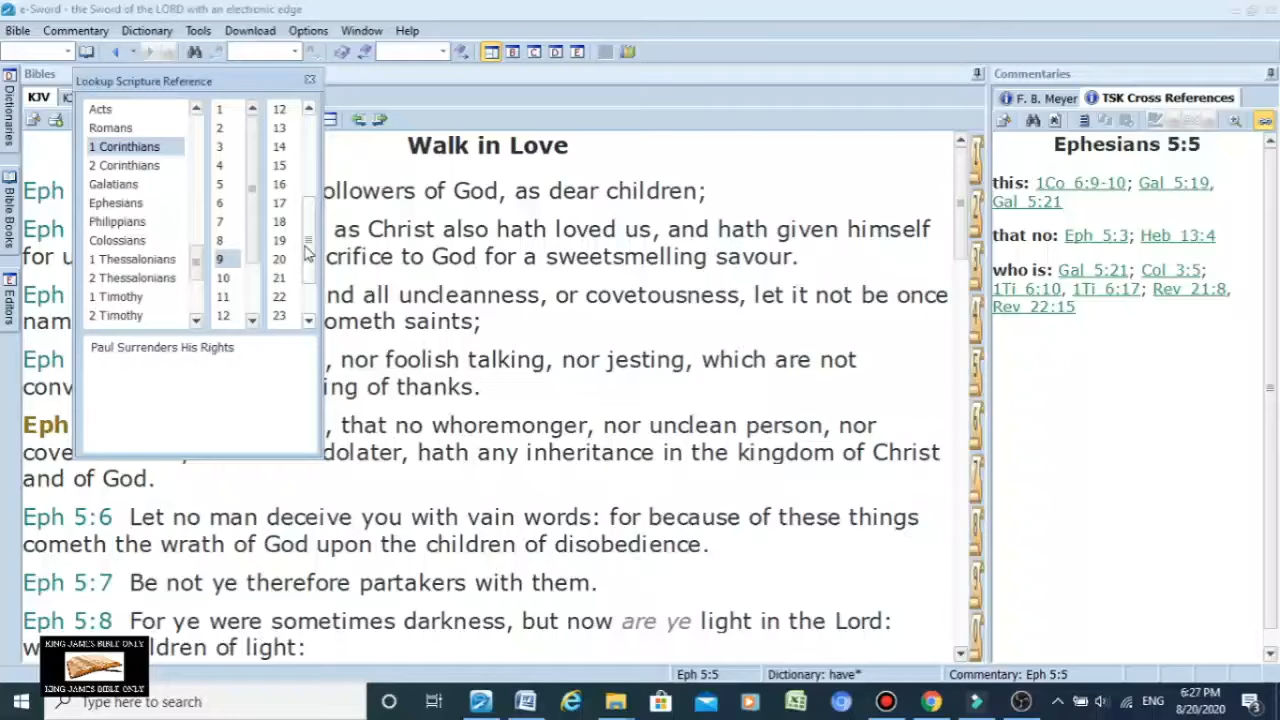 e-Sword - the Sword of the LORD with an electronic edge
Bible Commentary Dictionary Tools Download Options Window Help
B C D E
Dictionaries
Bible Books
Editors
Bibles
KJV
Lookup Scripture Reference
Acts 1 12
Romans 2 13
1 Corinthians 3 14
2 Corinthians 4 15
Galatians 5 16
Ephesians 6 17
Philippians 7 18
Colossians 8 19
1 Thessalonians 9 20
2 Thessalonians 10 21
1 Timothy 11 22
2 Timothy 12 23
Paul Surrenders His Rights
Walk in Love
Eph ollowers of God, as dear children;
Eph as Christ also hath loved us, and hath given himself
for u crifice to God for a sweetsmelling savour.
Eph nd all uncleanness, or covetousness, let it not be once
nam ometh saints;
Eph , nor foolish talking, nor jesting, which are not
conv ing of thanks.
Eph , that no whoremonger, nor unclean person, nor
cove dolater, hath any inheritance in the kingdom of Christ
and of God.
Eph 5:6 Let no man deceive you with vain words: for because of these things
cometh the wrath of God upon the children of disobedience.
Eph 5:7 Be not ye therefore partakers with them.
Eph 5:8 For ye were sometimes darkness, but now are ye light in the Lord:
w ldren of light:
Commentaries
F. B. Meyer TSK Cross References
Ephesians 5:5
this: 1Co 6:9-10; Gal 5:19,
Gal 5:21
that no: Eph 5:3; Heb 13:4
who is: Gal 5:21; Col 3:5;
1Ti 6:10, 1Ti 6:17; Rev 21:8,
Rev 22:15
KING JAMES BIBLE ONLY
KING JAMES BIBLE ONLY
Eph 5:5 Dictionary: have* Commentary: Eph 5:5
Type here to search
ENG
6:27 PM
8/20/2020
3